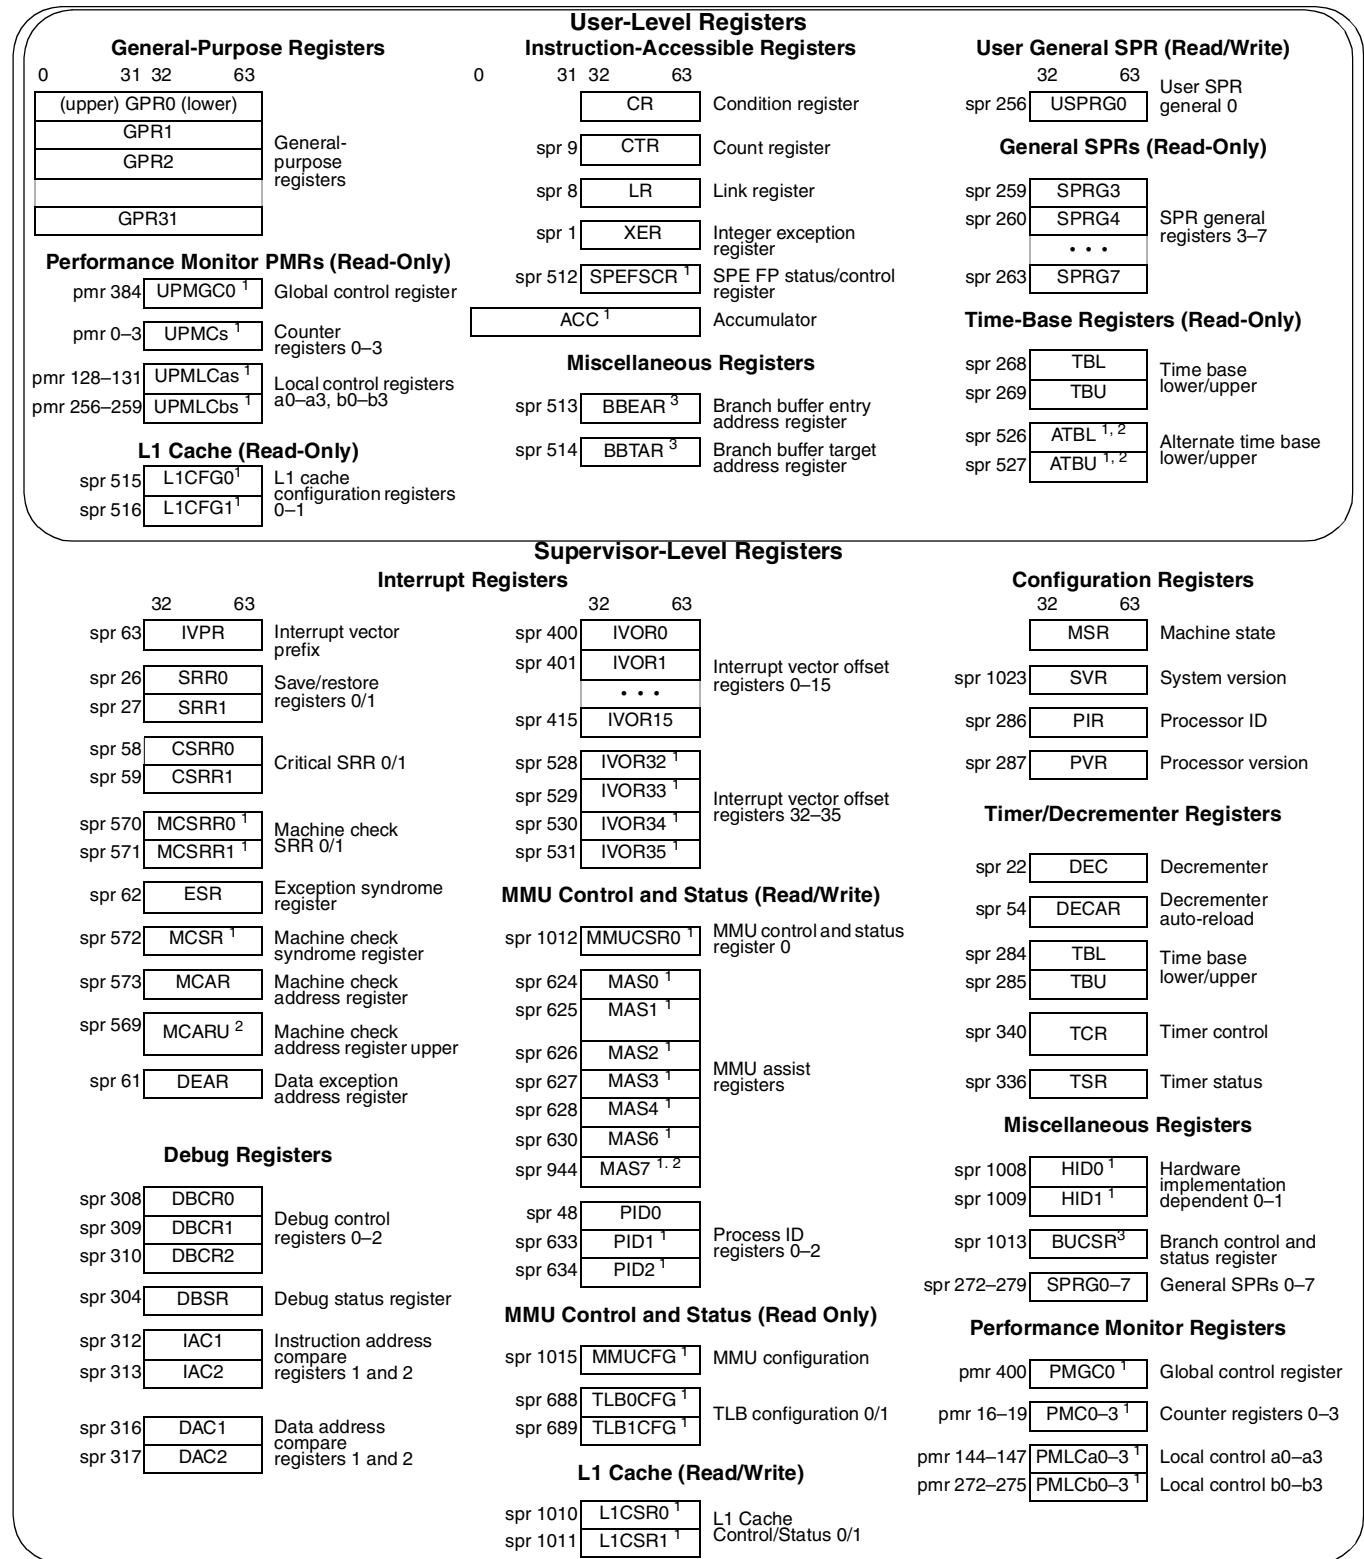 User-Level Registers
General-Purpose Registers
0 31 32 63
(upper) GPR0 (lower)
GPR1
GPR2
GPR31
General-
purpose
registers
Performance Monitor PMRs (Read-Only)
pmr 384 UPMGC0 1 Global control register
pmr 0–3 UPMCs 1 Counter
registers 0–3
pmr 128–131 UPMLCas 1 Local control registers
pmr 256–259 UPMLCbs 1 a0–a3, b0–b3
L1 Cache (Read-Only)
spr 515 L1CFG0 1 L1 cache
configuration registers
spr 516 L1CFG1 1 0–1
Instruction-Accessible Registers
0 31 32 63
CR Condition register
spr 9 CTR Count register
spr 8 LR Link register
spr 1 XER Integer exception
register
spr 512 SPEFSCR 1 SPE FP status/control
register
ACC 1 Accumulator
Miscellaneous Registers
spr 513 BBEAR 3 Branch buffer entry
address register
spr 514 BBTAR 3 Branch buffer target
address register
User General SPR (Read/Write)
32 63
spr 256 USPRG0 User SPR
general 0
General SPRs (Read-Only)
spr 259 SPRG3
spr 260 SPRG4 SPR general
registers 3–7
• • •
spr 263 SPRG7
Time-Base Registers (Read-Only)
spr 268 TBL Time base
spr 269 TBU lower/upper
spr 526 ATBL 1, 2 Alternate time base
spr 527 ATBU 1, 2 lower/upper
Supervisor-Level Registers
Interrupt Registers
32 63
spr 63 IVPR Interrupt vector
prefix
spr 26 SRR0 Save/restore
spr 27 SRR1 registers 0/1
spr 58 CSRR0 Critical SRR 0/1
spr 59 CSRR1
spr 570 MCSRR0 1 Machine check
spr 571 MCSRR1 1 SRR 0/1
spr 62 ESR Exception syndrome
register
spr 572 MCSR 1 Machine check
syndrome register
spr 573 MCAR Machine check
address register
spr 569 MCARU 2 Machine check
address register upper
spr 61 DEAR Data exception
address register
Debug Registers
spr 308 DBCR0
spr 309 DBCR1 Debug control
registers 0–2
spr 310 DBCR2
spr 304 DBSR Debug status register
spr 312 IAC1 Instruction address
compare
spr 313 IAC2 registers 1 and 2
spr 316 DAC1 Data address
compare
spr 317 DAC2 registers 1 and 2
32 63
spr 400 IVOR0
spr 401 IVOR1 Interrupt vector offset
registers 0–15
• • •
spr 415 IVOR15
spr 528 IVOR32 1
spr 529 IVOR33 1 Interrupt vector offset
registers 32–35
spr 530 IVOR34 1
spr 531 IVOR35 1
MMU Control and Status (Read/Write)
spr 1012 MMUCSR0 1 MMU control and status
register 0
spr 624 MAS0 1
spr 625 MAS1 1
spr 626 MAS2 1
spr 627 MAS3 1 MMU assist
registers
spr 628 MAS4 1
spr 630 MAS6 1
spr 944 MAS7 1. 2
spr 48 PID0
spr 633 PID1 1 Process ID
registers 0–2
spr 634 PID2 1
MMU Control and Status (Read Only)
spr 1015 MMUCFG 1 MMU configuration
spr 688 TLB0CFG 1 TLB configuration 0/1
spr 689 TLB1CFG 1
L1 Cache (Read/Write)
spr 1010 L1CSR0 1 L1 Cache
spr 1011 L1CSR1 1 Control/Status 0/1
Configuration Registers
32 63
MSR Machine state
spr 1023 SVR System version
spr 286 PIR Processor ID
spr 287 PVR Processor version
Timer/Decrementer Registers
spr 22 DEC Decrementer
spr 54 DECAR Decrementer
auto-reload
spr 284 TBL Time base
spr 285 TBU lower/upper
spr 340 TCR Timer control
spr 336 TSR Timer status
Miscellaneous Registers
spr 1008 HID0 1 Hardware
implementation
spr 1009 HID1 1 dependent 0–1
spr 1013 BUCSR 3 Branch control and
status register
spr 272–279 SPRG0–7 General SPRs 0–7
Performance Monitor Registers
pmr 400 PMGC0 1 Global control register
pmr 16–19 PMC0–3 1 Counter registers 0–3
pmr 144–147 PMLCa0–3 1 Local control a0–a3
pmr 272–275 PMLCb0–3 1 Local control b0–b3